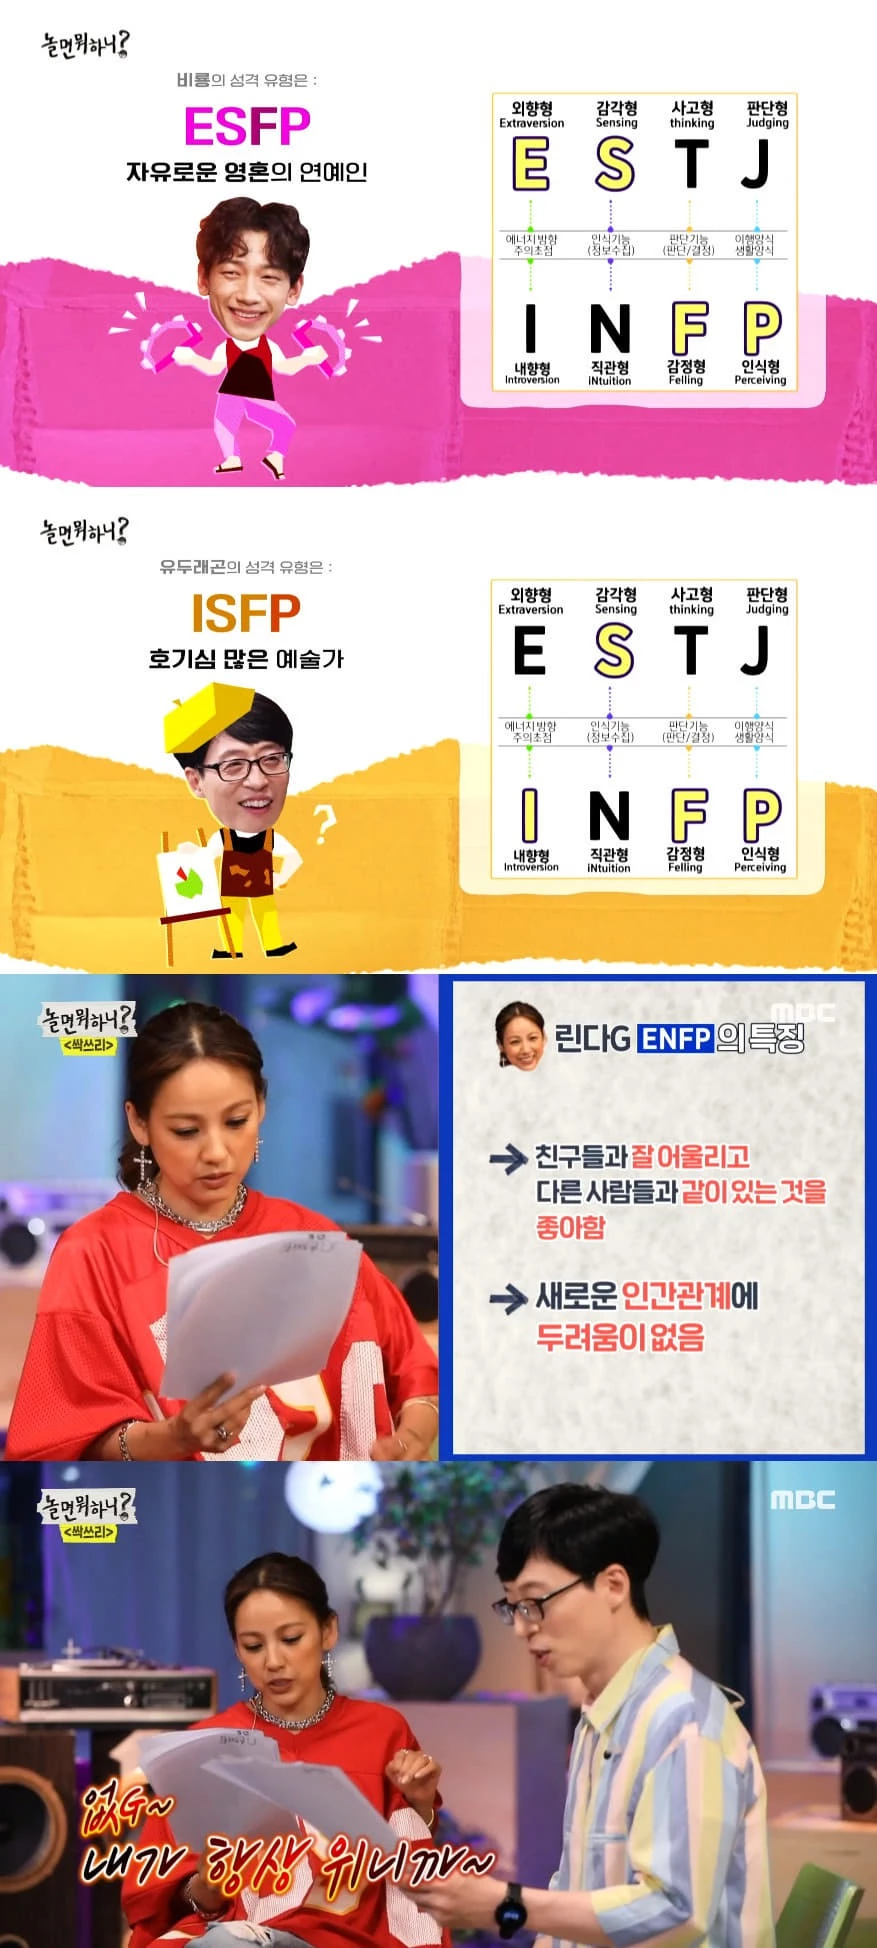 놀면뭐하니?
비룡의 성격 유형은 :
ESFP
자유로운 영혼의 연예인
외향형 감각형 사고형 판단형
Extraversion Sensing thinking Judging
E S T J
에너지방향 인식기능 판단기능 이행양식
주의초점 (정보수집) (판단/결정) 생활양식
I N F P
내향형 직관형 감정형 인식형
Introversion iNtuition Felling Perceiving
놀면뭐하니?
유두래곤의 성격 유형은 :
ISFP
호기심 많은 예술가
?
외향형 감각형 사고형 판단형
Extraversion Sensing thinking Judging
E S T J
에너지방향 인식기능 판단기능 이행양식
주의초점 (정보수집) (판단/결정) 생활양식
I N F P
내향형 직관형 감정형 인식형
Introversion iNtuition Felling Perceiving
놀면뭐하니?
<싹쓰리>
MBC
린다G ENFP의 특징
친구들과 잘 어울리고
다른 사람들과 같이 있는 것을
좋아함
새로운 인간관계에
두려움이 없음
놀면뭐하니?
<싹쓰리>
MBC
없G~
내가 항상 위니까~